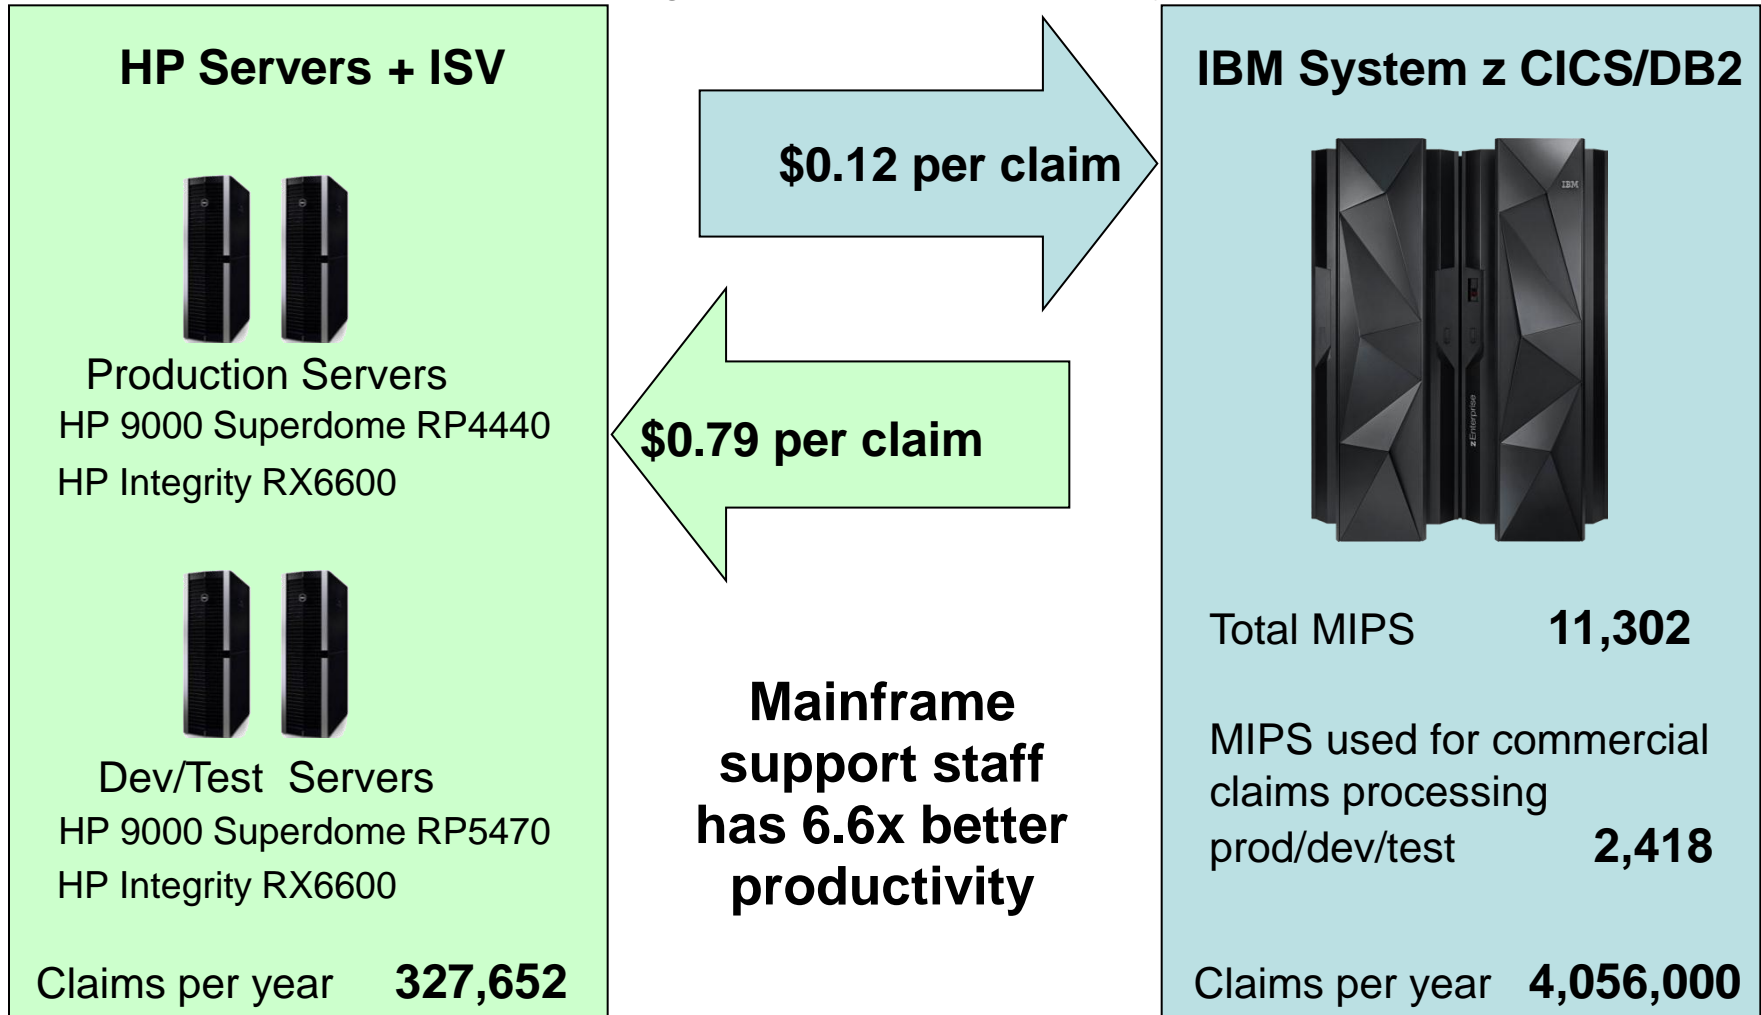 HP Servers + ISV
Production Servers
HP 9000 Superdome RP4440
HP Integrity RX6600
Dev/Test Servers
HP 9000 Superdome RP5470
HP Integrity RX6600
Claims per year 327,652
$0.12 per claim
$0.79 per claim
Mainframe
support staff
has 6.6x better
productivity
IBM System z CICS/DB2
IBM
zEnterprise
Total MIPS 11,302
MIPS used for commercial
claims processing
prod/dev/test 2,418
Claims per year 4,056,000